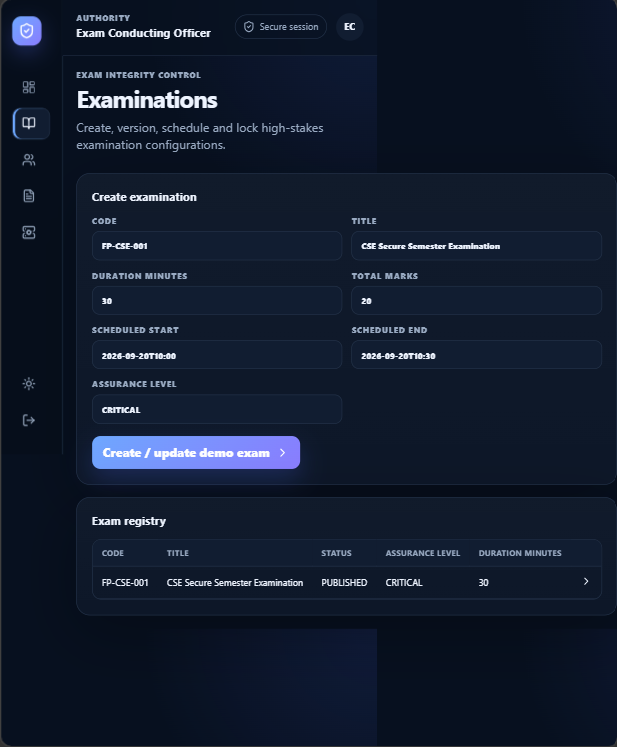 AUTHORITY
Exam Conducting Officer
Secure session
EC
EXAM INTEGRITY CONTROL
Examinations
Create, version, schedule and lock high-stakes
examination configurations.
Create examination
CODE TITLE
FP-CSE-001 CSE Secure Semester Examination
DURATION MINUTES TOTAL MARKS
30 20
SCHEDULED START SCHEDULED END
2026-09-20T10:00 2026-09-20T10:30
ASSURANCE LEVEL
CRITICAL
Create / update demo exam
Exam registry
CODE TITLE STATUS ASSURANCE LEVEL DURATION MINUTES
FP-CSE-001 CSE Secure Semester Examination PUBLISHED CRITICAL 30